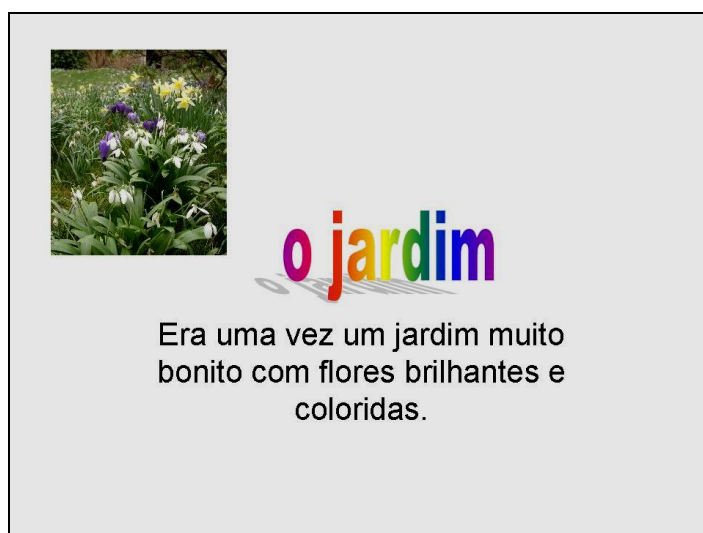 o jardim
Era uma vez um jardim muito
bonito com flores brilhantes e
coloridas.